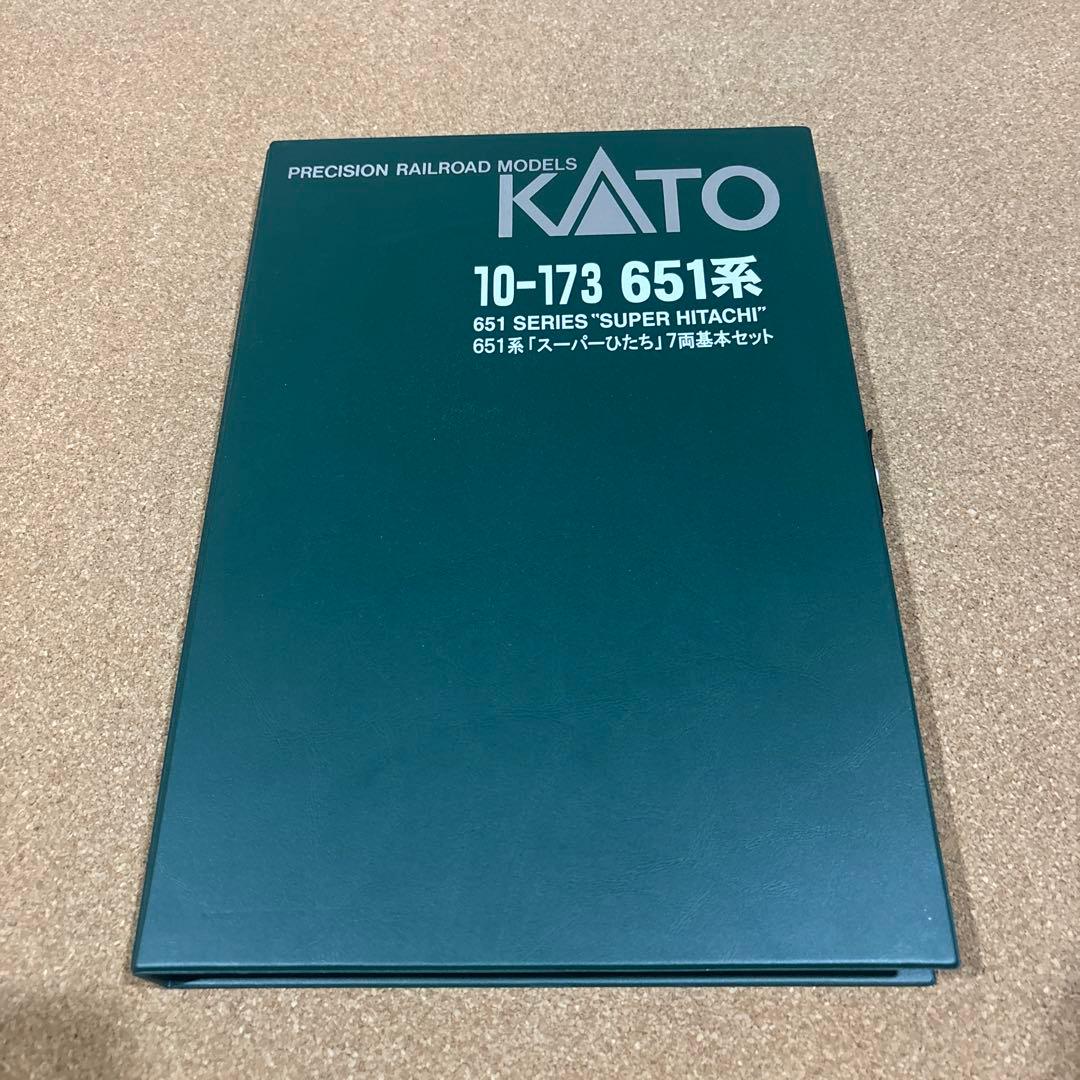 PRECISION RAILROAD MODELS
KATO
10-173 651系
651 SERIES "SUPER HITACHI"
651系「スーパーひたち」7両基本セット